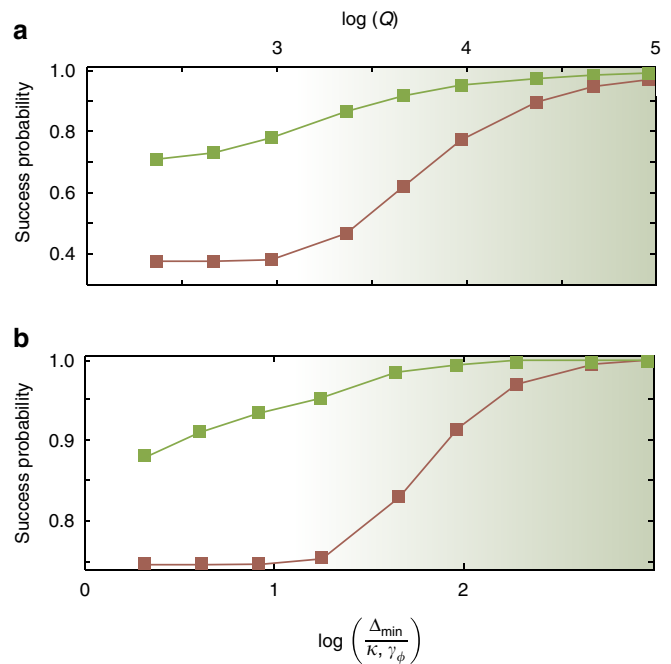 log (Q)
a
3 4 5
Success probability
1.0
0.8
0.6
0.4
b
Success probability
1.0
0.9
0.8
0 1 2
log (Δmin / κ, γϕ)